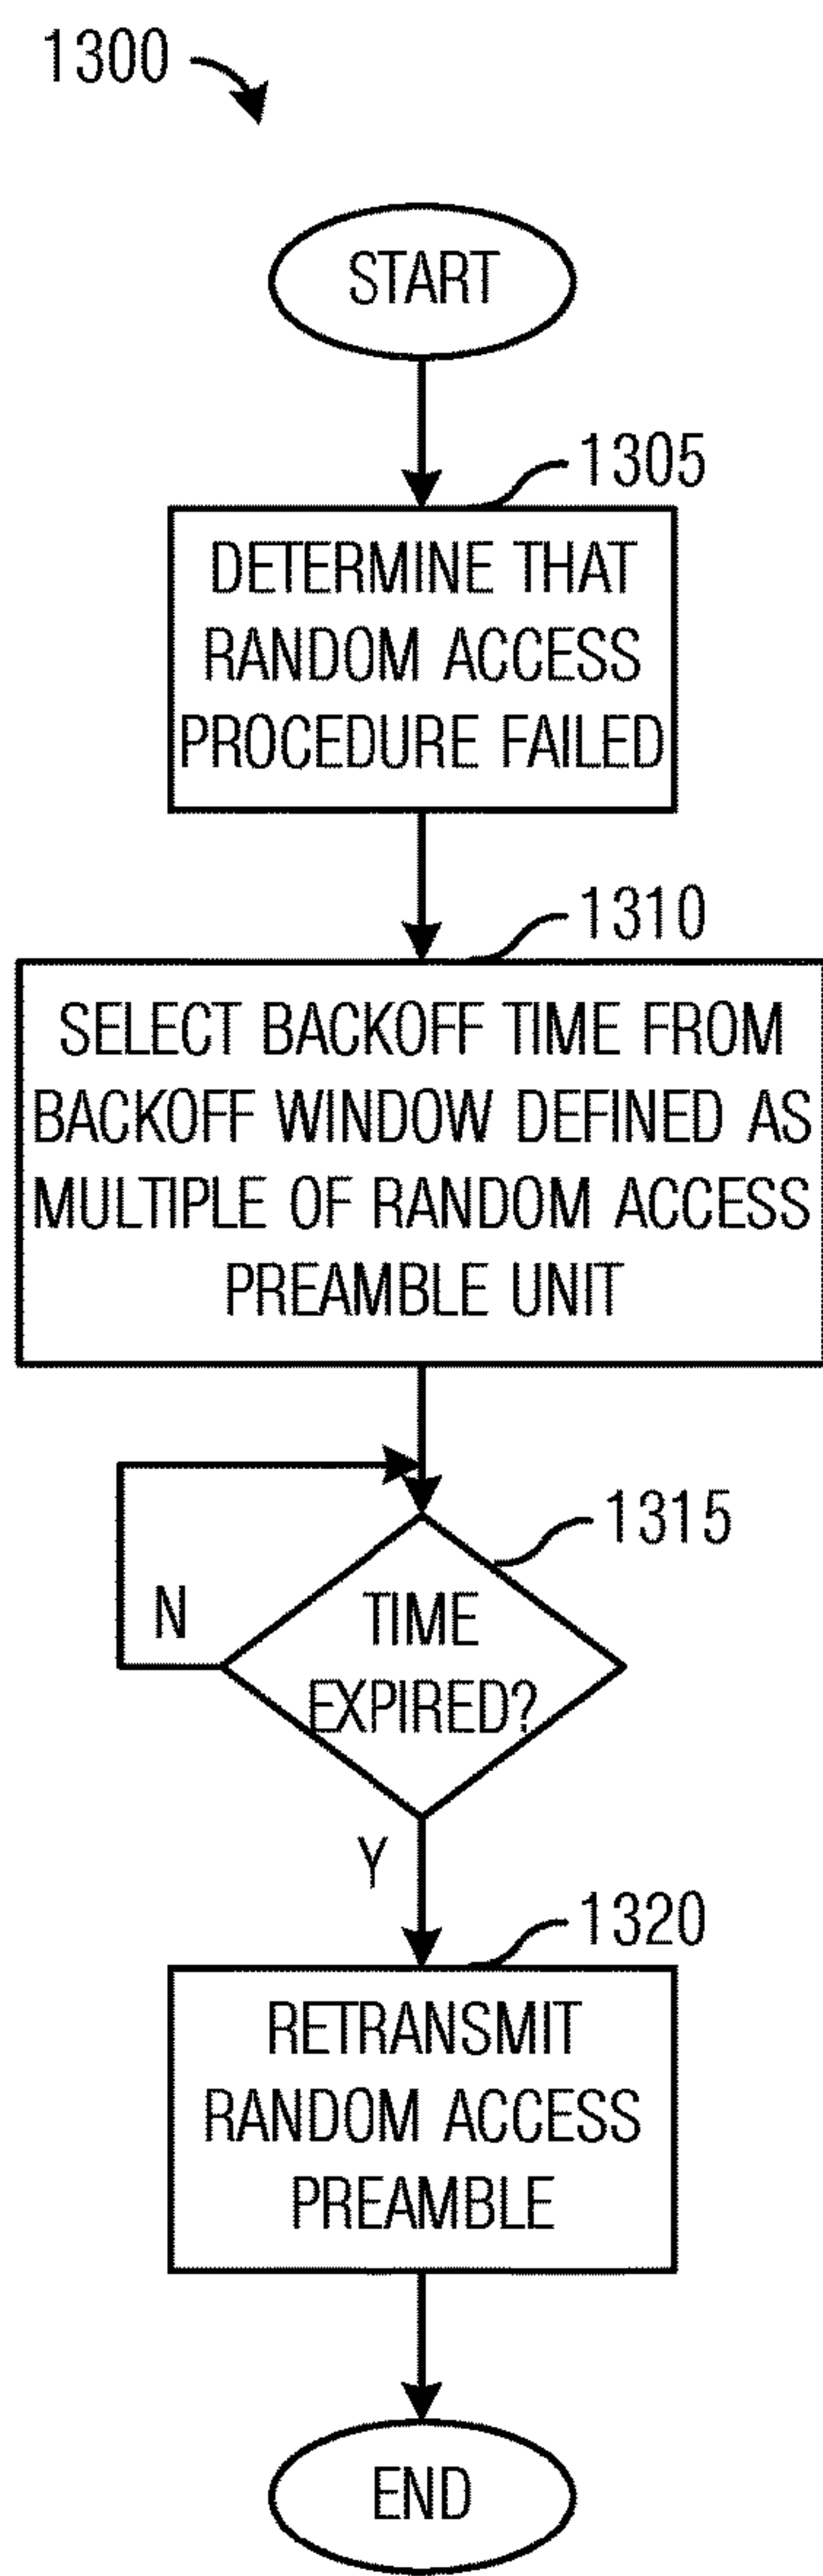 1300
START
1305
DETERMINE THAT
RANDOM ACCESS
PROCEDURE FAILED
1310
SELECT BACKOFF TIME FROM
BACKOFF WINDOW DEFINED AS
MULTIPLE OF RANDOM ACCESS
PREAMBLE UNIT
1315
N
TIME
EXPIRED?
Y
1320
RETRANSMIT
RANDOM ACCESS
PREAMBLE
END